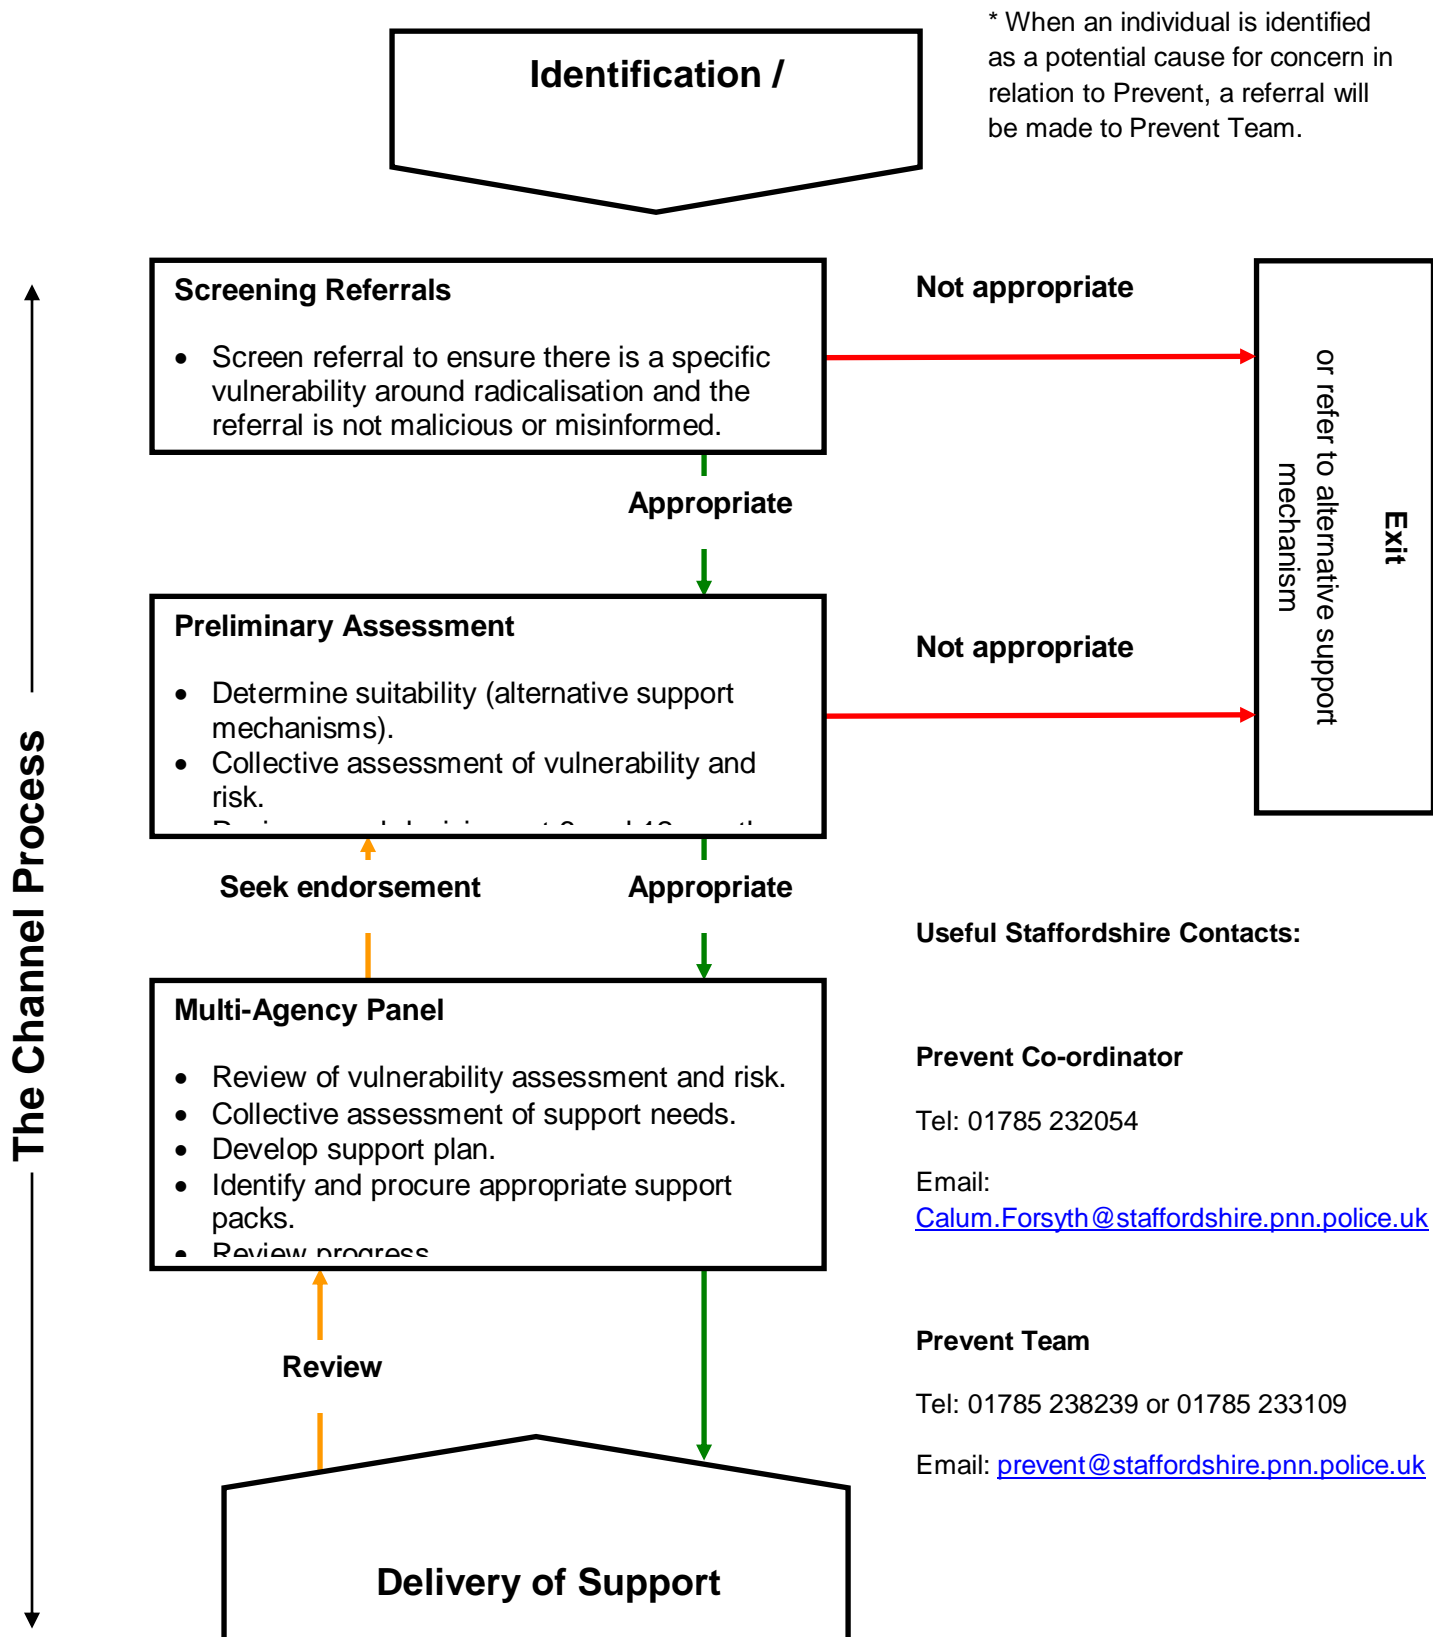 Identification /
* When an individual is identified
as a potential cause for concern in
relation to Prevent, a referral will
be made to Prevent Team.
The Channel Process
Screening Referrals
• Screen referral to ensure there is a specific
vulnerability around radicalisation and the
referral is not malicious or misinformed.
Not appropriate
Exit
or refer to alternative support
mechanism
Appropriate
Preliminary Assessment
• Determine suitability (alternative support
mechanisms).
• Collective assessment of vulnerability and
risk.
Not appropriate
Seek endorsement
Appropriate
Multi-Agency Panel
• Review of vulnerability assessment and risk.
• Collective assessment of support needs.
• Develop support plan.
• Identify and procure appropriate support
packs.
• Review progress
Useful Staffordshire Contacts:
Prevent Co-ordinator
Tel: 01785 232054
Email:
Calum.Forsyth@staffordshire.pnn.police.uk
Review
Prevent Team
Tel: 01785 238239 or 01785 233109
Email: prevent@staffordshire.pnn.police.uk
Delivery of Support